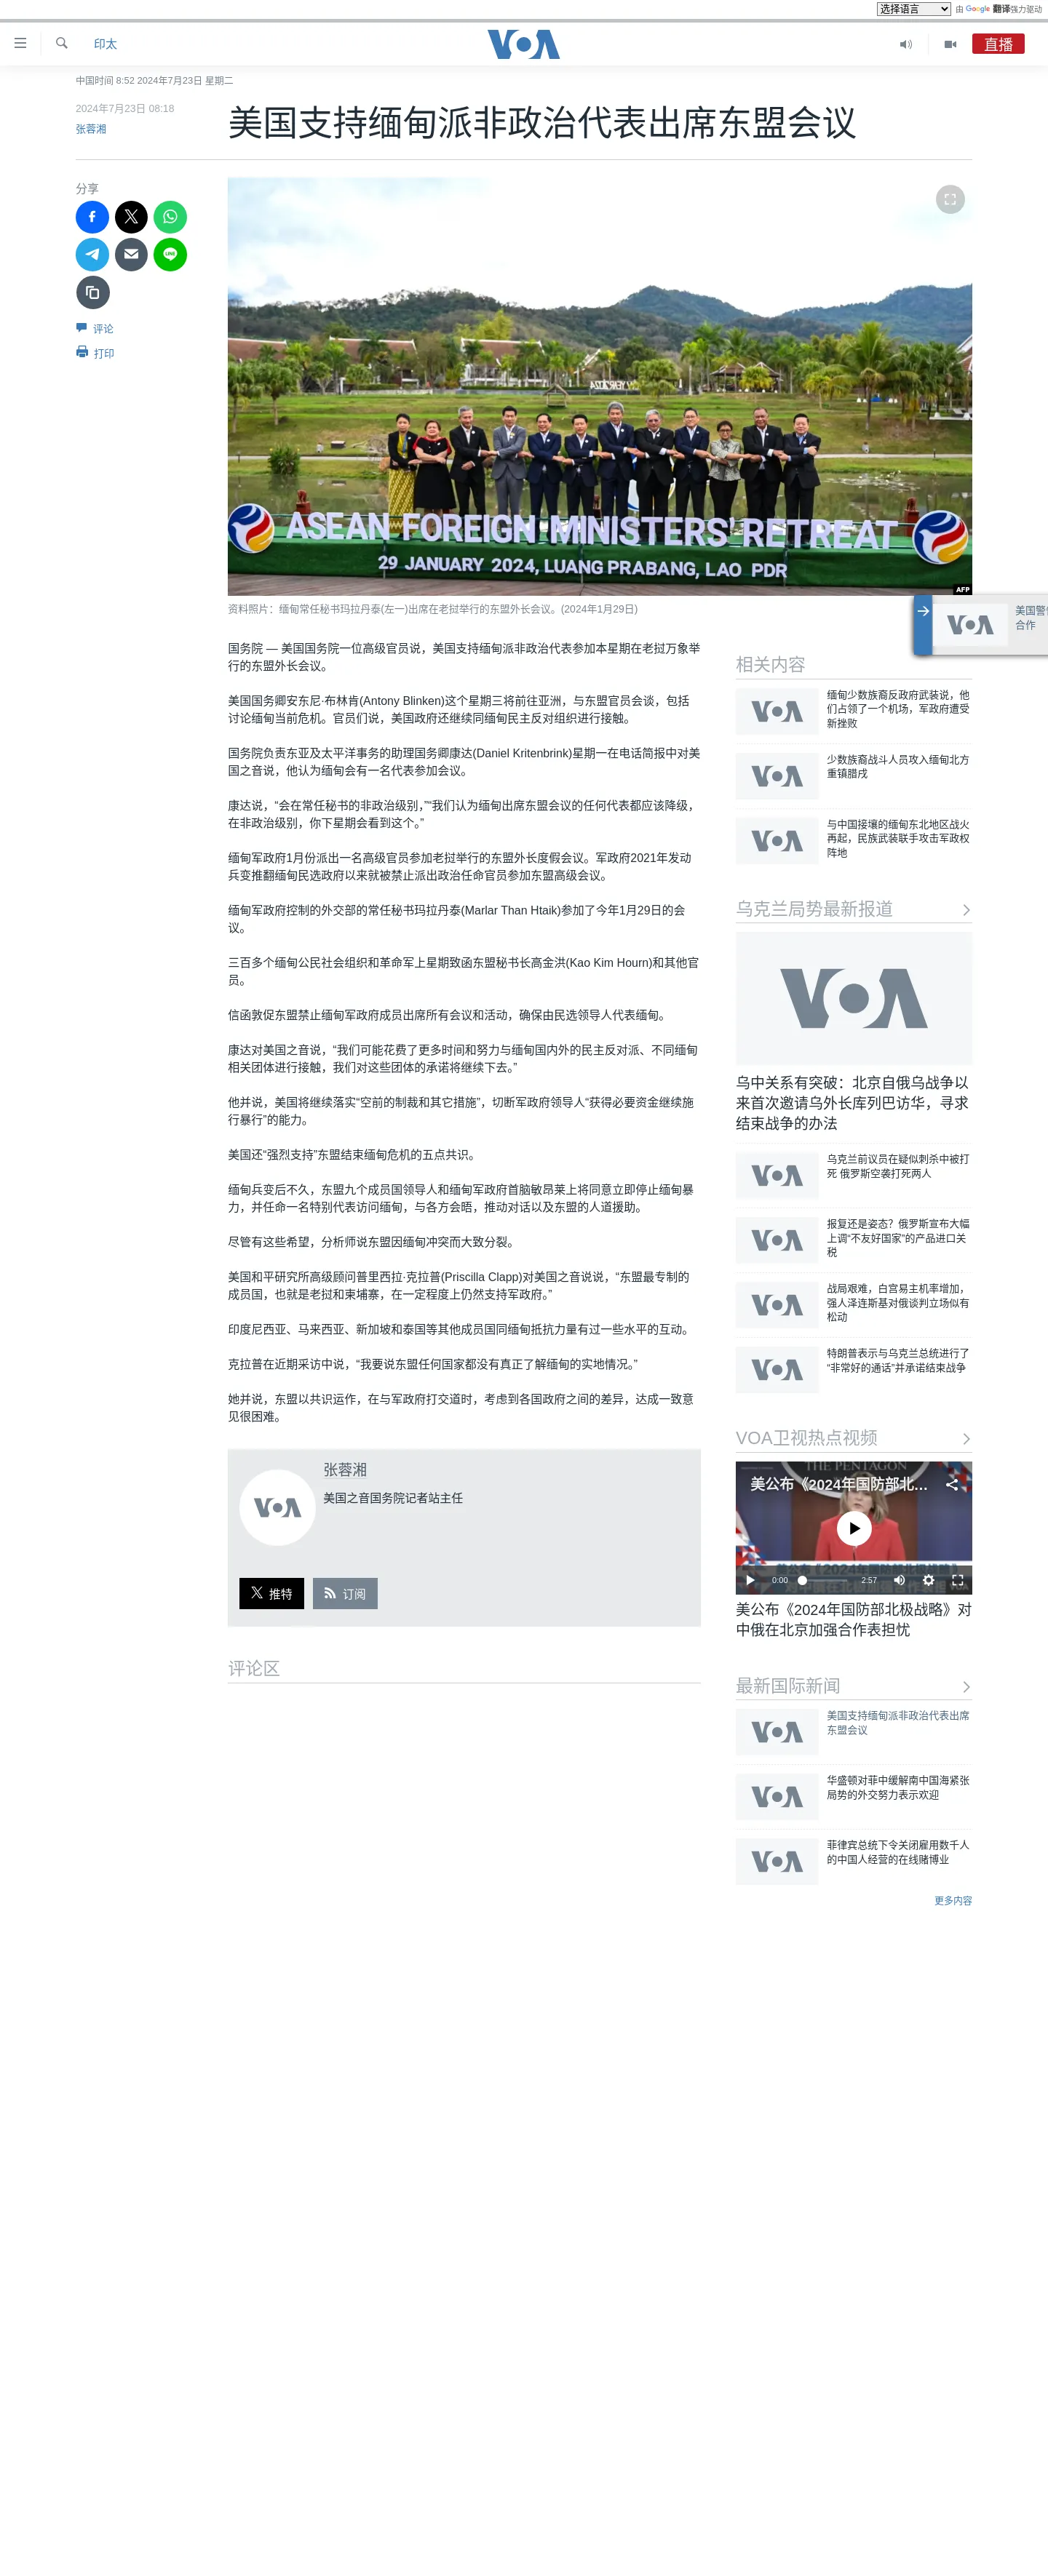 选择语言 由 Google 翻译强力驱动
印太
VOA
直播
中国时间 8:52 2024年7月23日 星期二
2024年7月23日 08:18
张蓉湘
美国支持缅甸派非政治代表出席东盟会议
分享
评论
打印
ASEAN FOREIGN MINISTERS' RETREAT
29 JANUARY 2024, LUANG PRABANG, LAO PDR
AFP
资料照片：缅甸常任秘书玛拉丹泰(左一)出席在老挝举行的东盟外长会议。(2024年1月29日)
国务院 — 美国国务院一位高级官员说，美国支持缅甸派非政治代表参加本星期在老挝万象举
行的东盟外长会议。
美国国务卿安东尼·布林肯(Antony Blinken)这个星期三将前往亚洲，与东盟官员会谈，包括
讨论缅甸当前危机。官员们说，美国政府还继续同缅甸民主反对组织进行接触。
国务院负责东亚及太平洋事务的助理国务卿康达(Daniel Kritenbrink)星期一在电话简报中对美
国之音说，他认为缅甸会有一名代表参加会议。
康达说，“会在常任秘书的非政治级别，”“我们认为缅甸出席东盟会议的任何代表都应该降级，
在非政治级别，你下星期会看到这个。”
缅甸军政府1月份派出一名高级官员参加老挝举行的东盟外长度假会议。军政府2021年发动
兵变推翻缅甸民选政府以来就被禁止派出政治任命官员参加东盟高级会议。
缅甸军政府控制的外交部的常任秘书玛拉丹泰(Marlar Than Htaik)参加了今年1月29日的会
议。
三百多个缅甸公民社会组织和革命军上星期致函东盟秘书长高金洪(Kao Kim Hourn)和其他官
员。
信函敦促东盟禁止缅甸军政府成员出席所有会议和活动，确保由民选领导人代表缅甸。
康达对美国之音说，“我们可能花费了更多时间和努力与缅甸国内外的民主反对派、不同缅甸
相关团体进行接触，我们对这些团体的承诺将继续下去。”
他并说，美国将继续落实“空前的制裁和其它措施”，切断军政府领导人“获得必要资金继续施
行暴行”的能力。
美国还“强烈支持”东盟结束缅甸危机的五点共识。
缅甸兵变后不久，东盟九个成员国领导人和缅甸军政府首脑敏昂莱上将同意立即停止缅甸暴
力，并任命一名特别代表访问缅甸，与各方会晤，推动对话以及东盟的人道援助。
尽管有这些希望，分析师说东盟因缅甸冲突而大致分裂。
美国和平研究所高级顾问普里西拉·克拉普(Priscilla Clapp)对美国之音说说，“东盟最专制的
成员国，也就是老挝和柬埔寨，在一定程度上仍然支持军政府。”
印度尼西亚、马来西亚、新加坡和泰国等其他成员国同缅甸抵抗力量有过一些水平的互动。
克拉普在近期采访中说，“我要说东盟任何国家都没有真正了解缅甸的实地情况。”
她并说，东盟以共识运作，在与军政府打交道时，考虑到各国政府之间的差异，达成一致意
见很困难。
VOA
张蓉湘
美国之音国务院记者站主任
推特
订阅
评论区
VOA
美国警告
合作
相关内容
VOA
缅甸少数族裔反政府武装说，他
们占领了一个机场，军政府遭受
新挫败
VOA
少数族裔战斗人员攻入缅甸北方
重镇腊戌
VOA
与中国接壤的缅甸东北地区战火
再起，民族武装联手攻击军政权
阵地
乌克兰局势最新报道
VOA
乌中关系有突破：北京自俄乌战争以
来首次邀请乌外长库列巴访华，寻求
结束战争的办法
VOA
乌克兰前议员在疑似刺杀中被打
死 俄罗斯空袭打死两人
VOA
报复还是姿态？俄罗斯宣布大幅
上调“不友好国家”的产品进口关
税
VOA
战局艰难，白宫易主机率增加，
强人泽连斯基对俄谈判立场似有
松动
VOA
特朗普表示与乌克兰总统进行了
“非常好的通话”并承诺结束战争
VOA卫视热点视频
THE PENTAGON
美公布《2024年国防部北...
0:00
2:57
美公布《2024年国防部北极战略》对
中俄在北京加强合作表担忧
最新国际新闻
VOA
美国支持缅甸派非政治代表出席
东盟会议
VOA
华盛顿对菲中缓解南中国海紧张
局势的外交努力表示欢迎
VOA
菲律宾总统下令关闭雇用数千人
的中国人经营的在线赌博业
更多内容